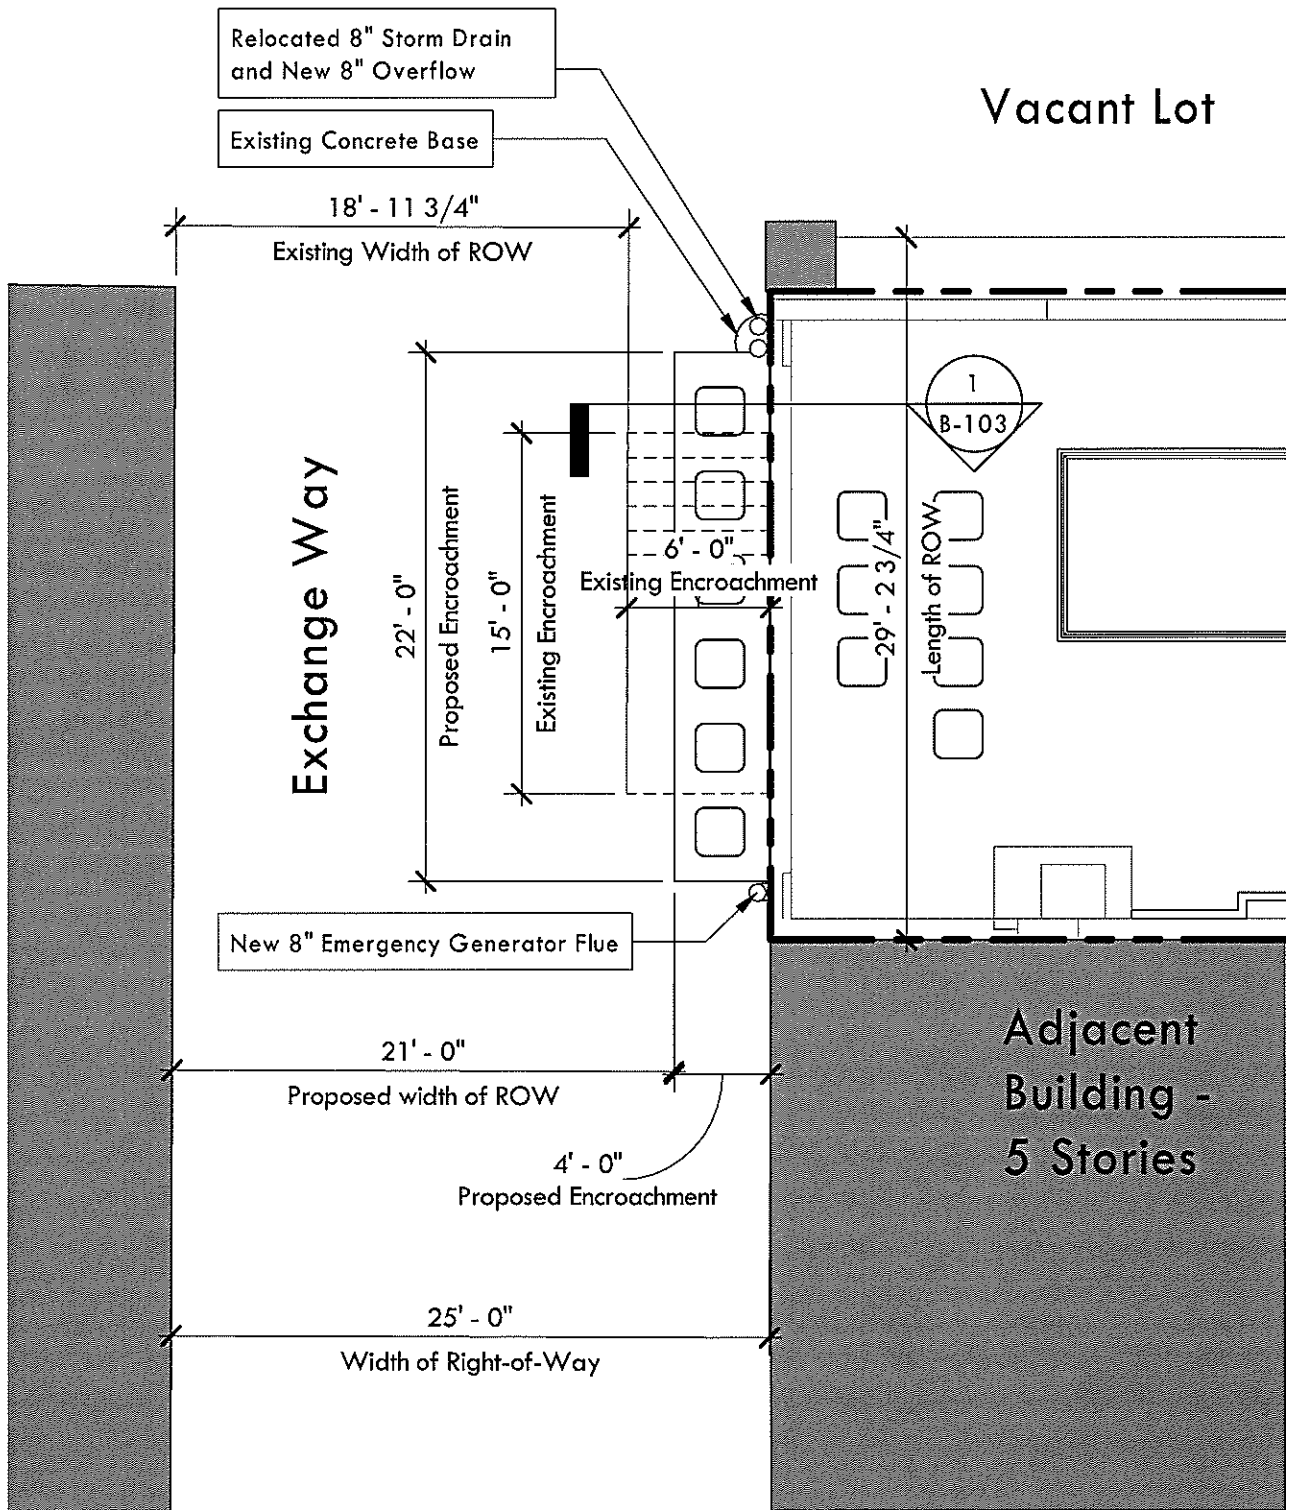 Relocated 8" Storm Drain
and New 8" Overflow
Vacant Lot
Existing Concrete Base
18' - 11 3/4"
Existing Width of ROW
1
B-103
Exchange Way
22' - 0"
Proposed Encroachment
15' - 0"
Existing Encroachment
6' - 0"
Existing Encroachment
29' - 2 3/4"
Length of ROW
New 8" Emergency Generator Flue
21' - 0"
Proposed width of ROW
4' - 0"
Proposed Encroachment
Adjacent
Building -
5 Stories
25' - 0"
Width of Right-of-Way